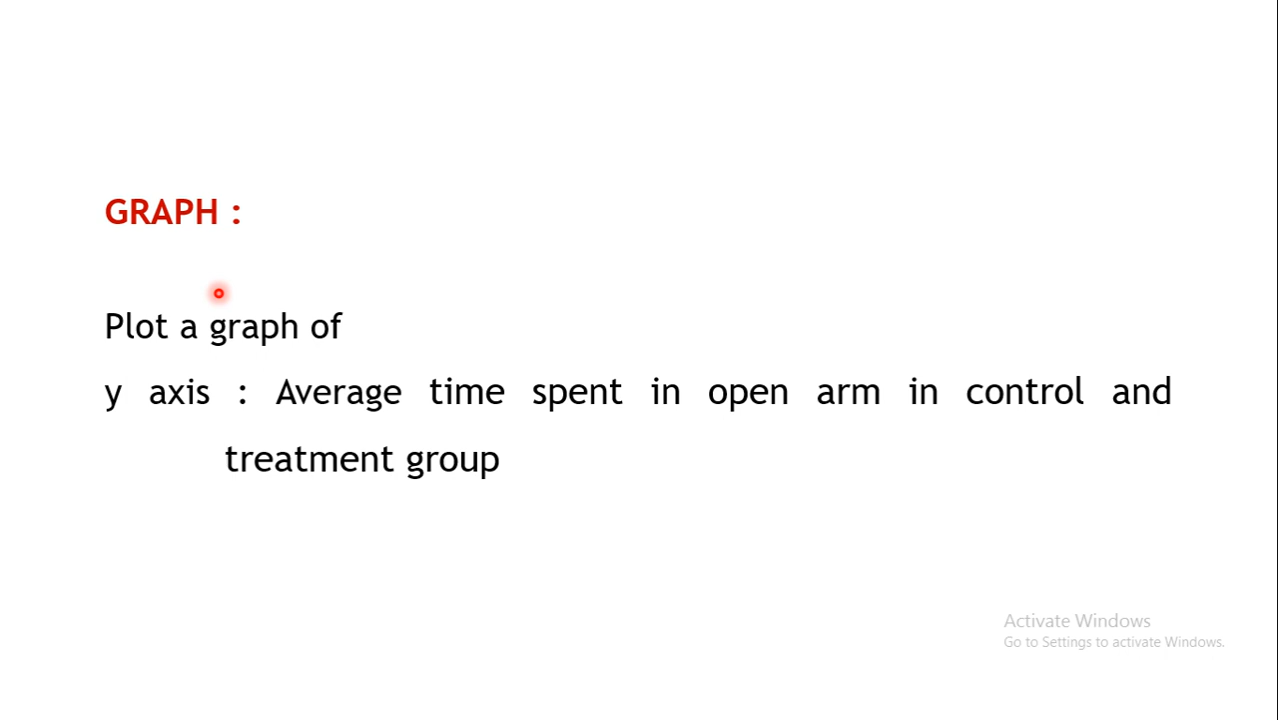 GRAPH :
Plot a graph of
y axis : Average time spent in open arm in control and
treatment group
Activate Windows
Go to Settings to activate Windows.